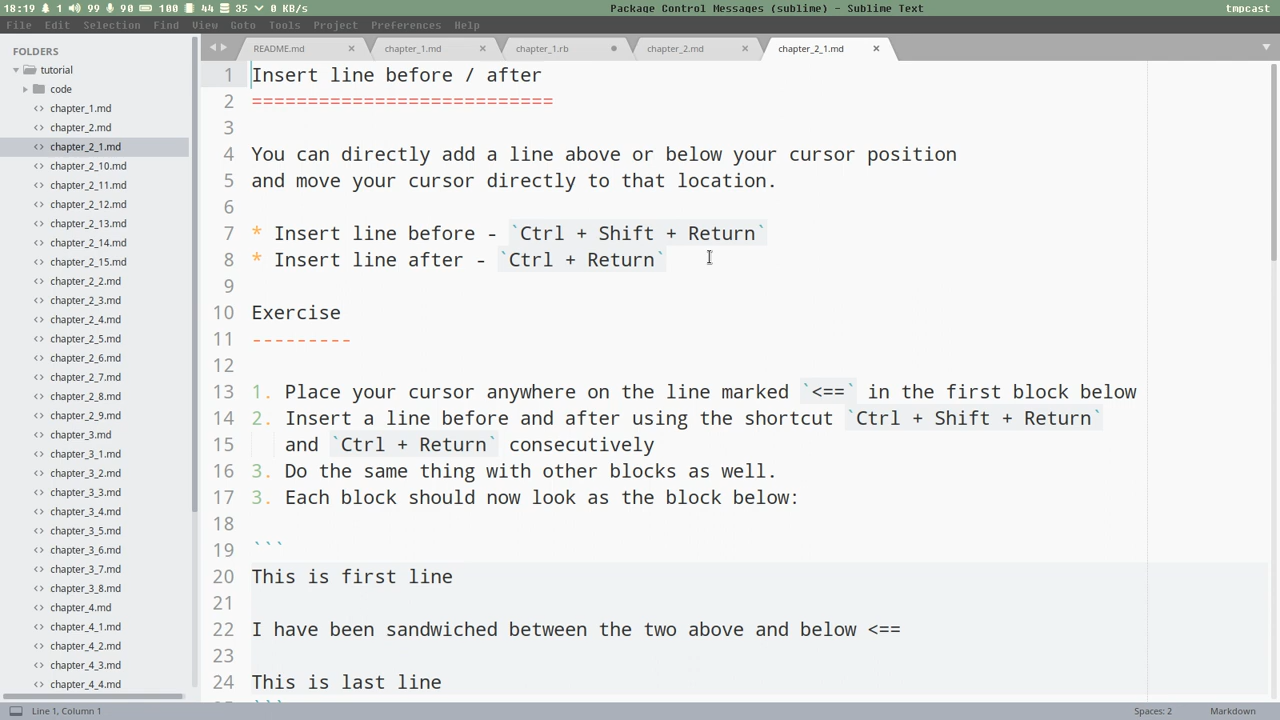 18:19 1 99 90 100 44 35 0 KB/s Package Control Messages (sublime) - Sublime Text tmpcast
File Edit Selection Find View Goto Tools Project Preferences Help
FOLDERS
tutorial
code
chapter_1.md
chapter_2.md
chapter_2_1.md
chapter_2_10.md
chapter_2_11.md
chapter_2_12.md
chapter_2_13.md
chapter_2_14.md
chapter_2_15.md
chapter_2_2.md
chapter_2_3.md
chapter_2_4.md
chapter_2_5.md
chapter_2_6.md
chapter_2_7.md
chapter_2_8.md
chapter_2_9.md
chapter_3.md
chapter_3_1.md
chapter_3_2.md
chapter_3_3.md
chapter_3_4.md
chapter_3_5.md
chapter_3_6.md
chapter_3_7.md
chapter_3_8.md
chapter_4.md
chapter_4_1.md
chapter_4_2.md
chapter_4_3.md
chapter_4_4.md
README.md chapter_1.md chapter_1.rb chapter_2.md chapter_2_1.md
1 Insert line before / after
2 ===========================
3
4 You can directly add a line above or below your cursor position
5 and move your cursor directly to that location.
6
7 * Insert line before - `Ctrl + Shift + Return`
8 * Insert line after - `Ctrl + Return`
9
10 Exercise
11 ---------
12
13 1. Place your cursor anywhere on the line marked `<==` in the first block below
14 2. Insert a line before and after using the shortcut `Ctrl + Shift + Return`
15 and `Ctrl + Return` consecutively
16 3. Do the same thing with other blocks as well.
17 3. Each block should now look as the block below:
18
19 ```
20 This is first line
21
22 I have been sandwiched between the two above and below <==
23
24 This is last line
Line 1, Column 1 Spaces: 2 Markdown